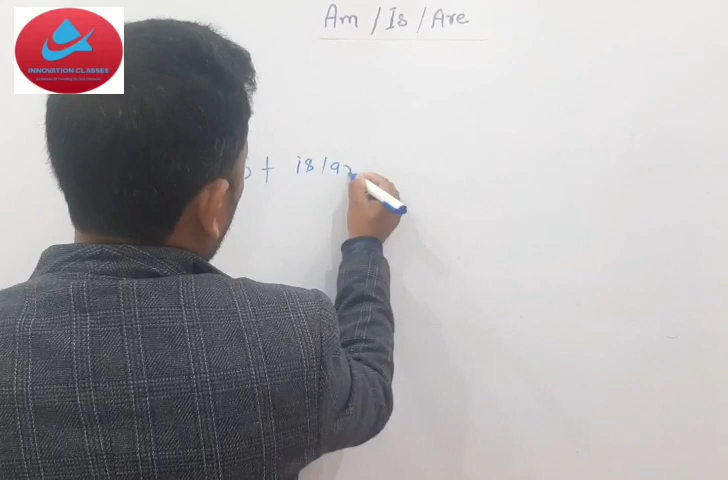 INNOVATION CLASSES
Am / Is / Are
+ is/a